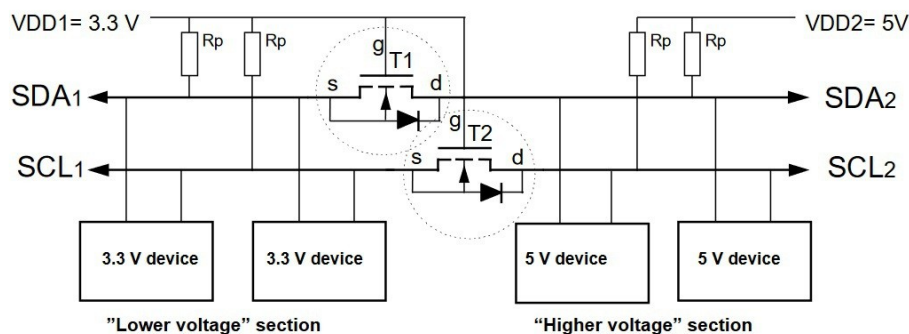 VDD1= 3.3 V
VDD2= 5V
Rp
Rp
Rp
Rp
g
T1
s
d
SDA1
SDA2
g
T2
s
d
SCL1
SCL2
3.3 V device
3.3 V device
5 V device
5 V device
”Lower voltage” section
“Higher voltage” section